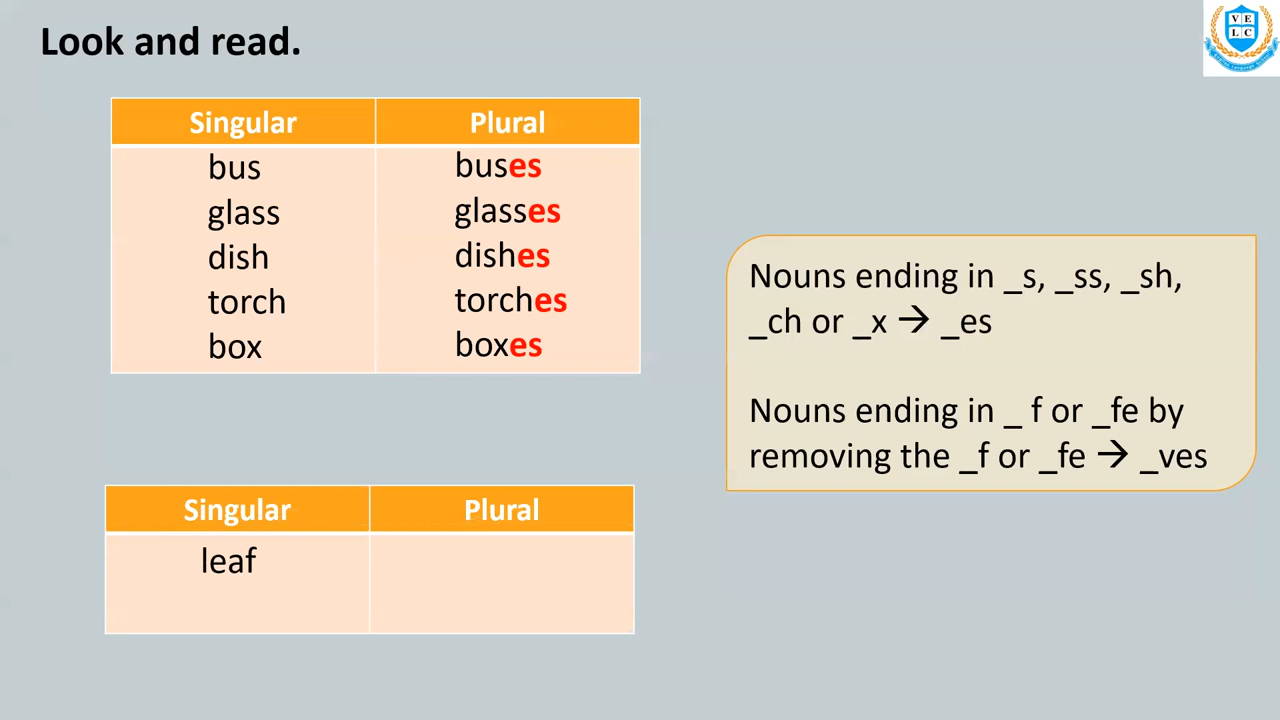 Look and read.
V E
L C
Singular Plural
bus buses
glass glasses
dish dishes
torch torches
box boxes
Nouns ending in _s, _ss, _sh,
_ch or _x → _es
Nouns ending in _ f or _fe by
removing the _f or _fe → _ves
Singular Plural
leaf